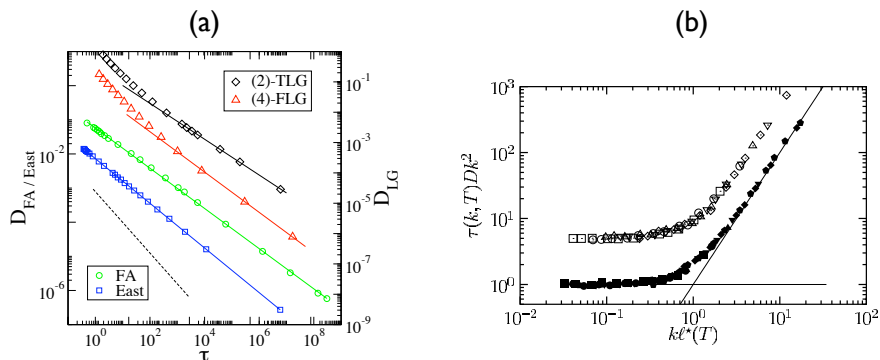 (a)
D_FA / East
10^-2
10^-6
(2)-TLG
(4)-FLG
FA
East
10^0
10^2
10^4
10^6
10^8
τ
10^-1
10^-3
10^-5
10^-7
10^-9
D_LG
(b)
τ(k,T)Dk^2
10^3
10^2
10^1
10^0
10^-2
10^-1
10^0
10^1
10^2
kℓ*(T)